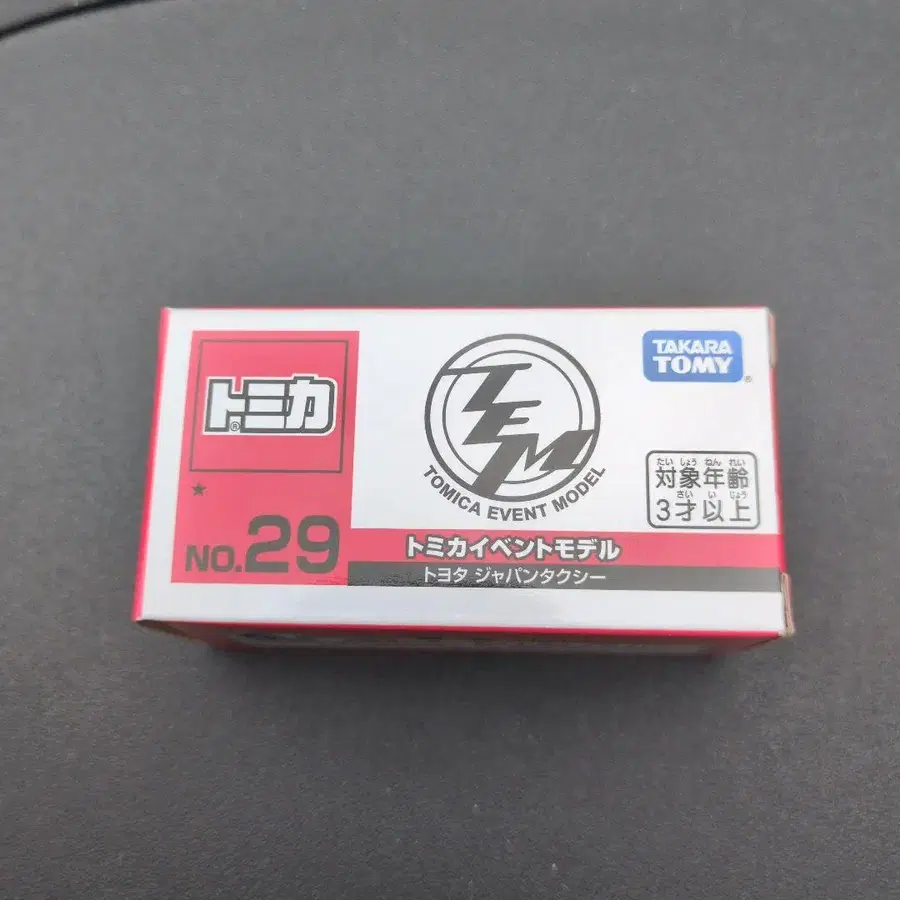 トミカ®
NO.29
TEM
TOMICA EVENT MODEL
トミカイベントモデル
トヨタ ジャパンタクシー
TAKARA
TOMY®
たいしょうねんれい
対象年齢
さいいじょう
3才以上